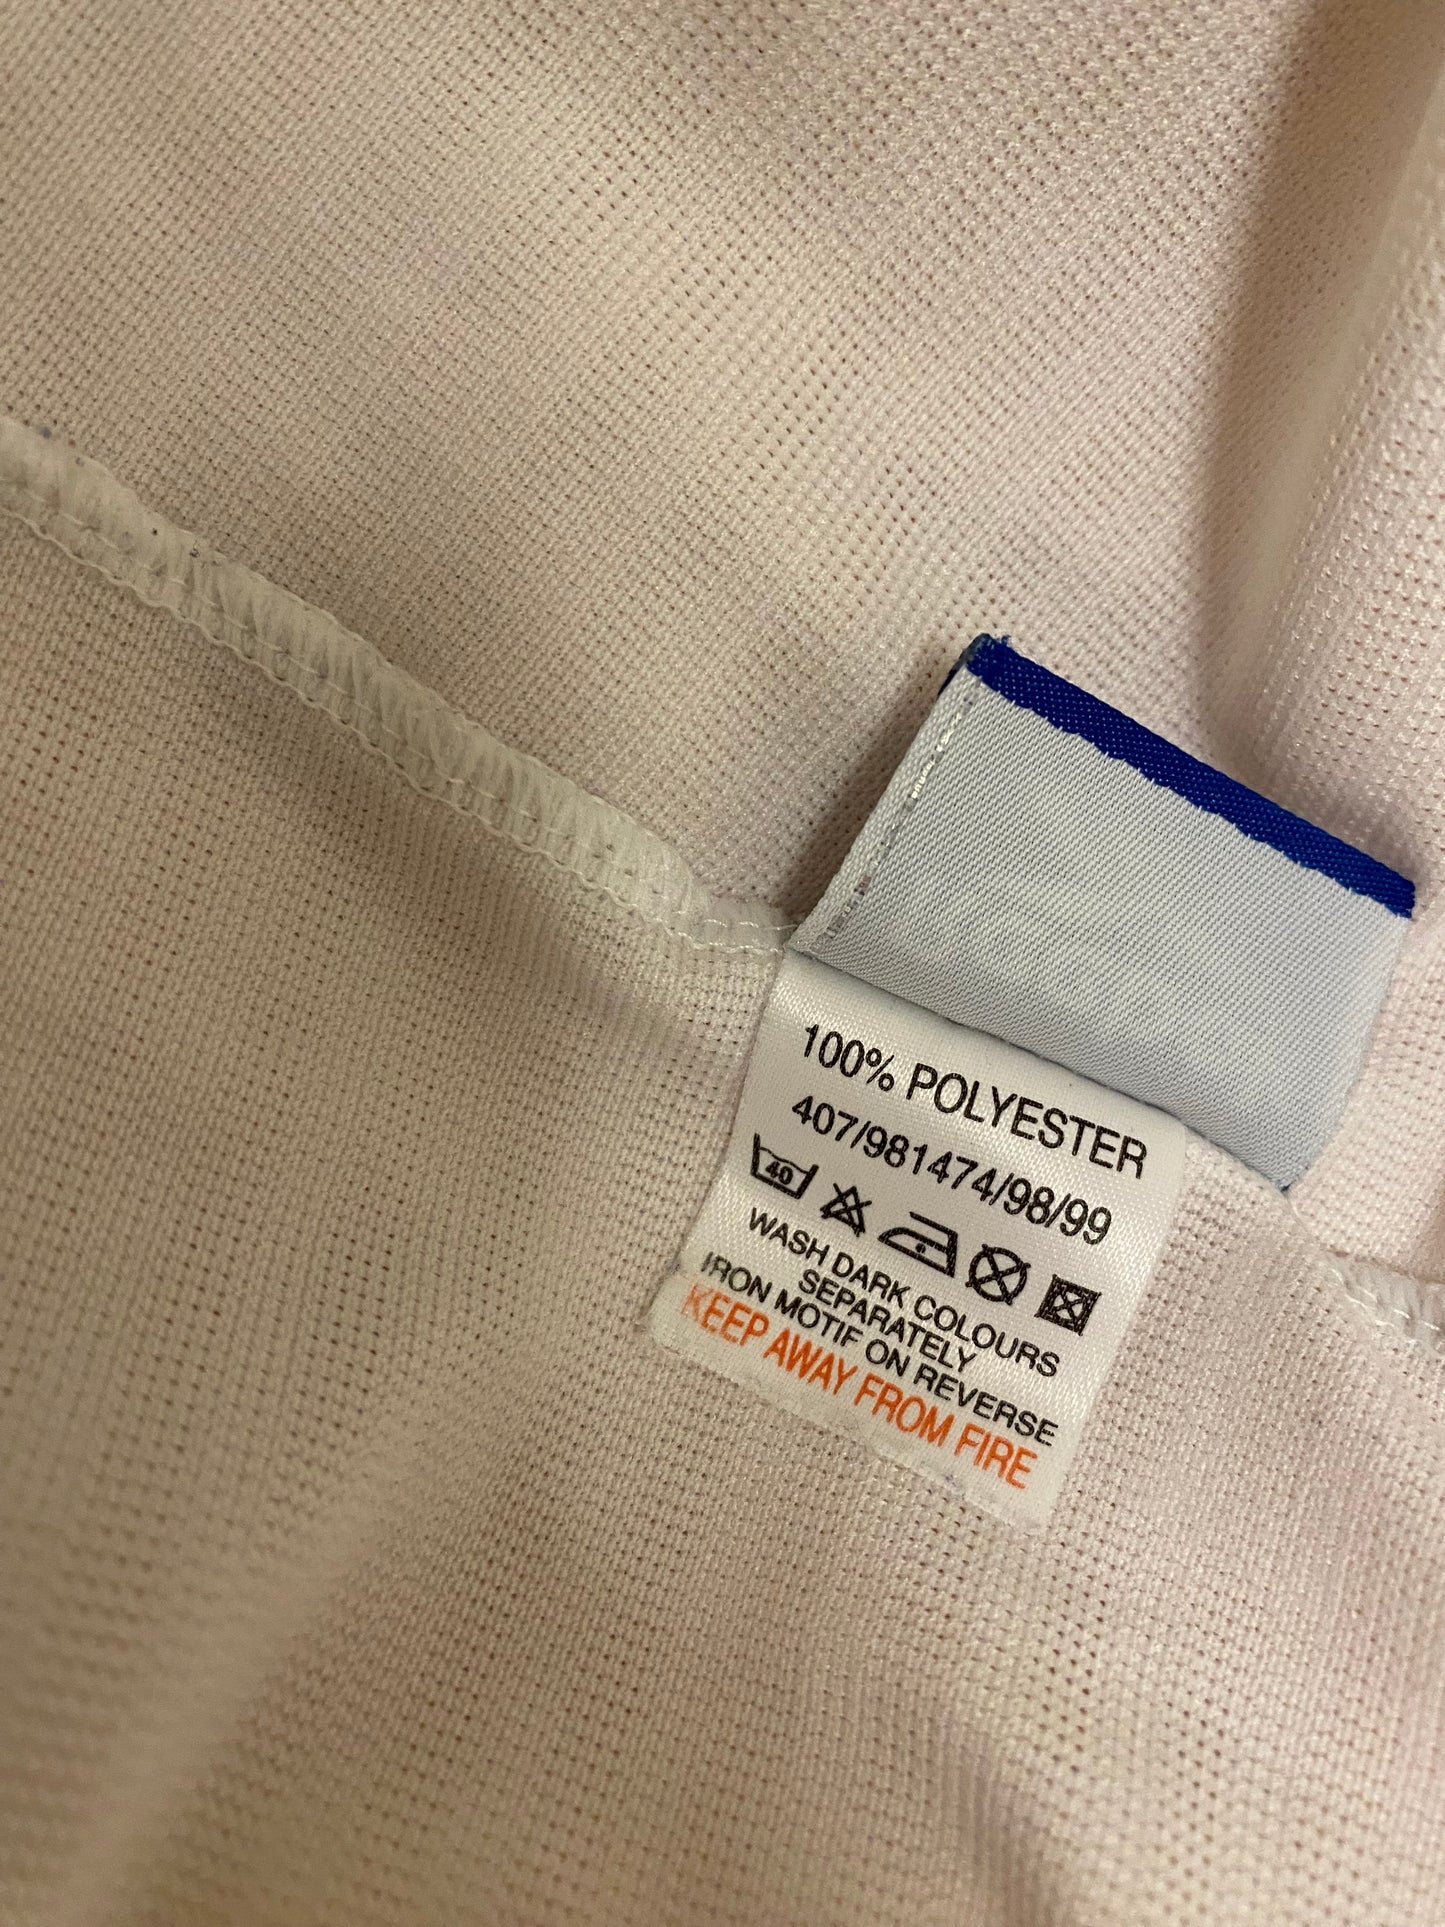 100% POLYESTER
407/981474/98/99
40
WASH DARK COLOURS
SEPARATELY
IRON MOTIF ON REVERSE
KEEP AWAY FROM FIRE